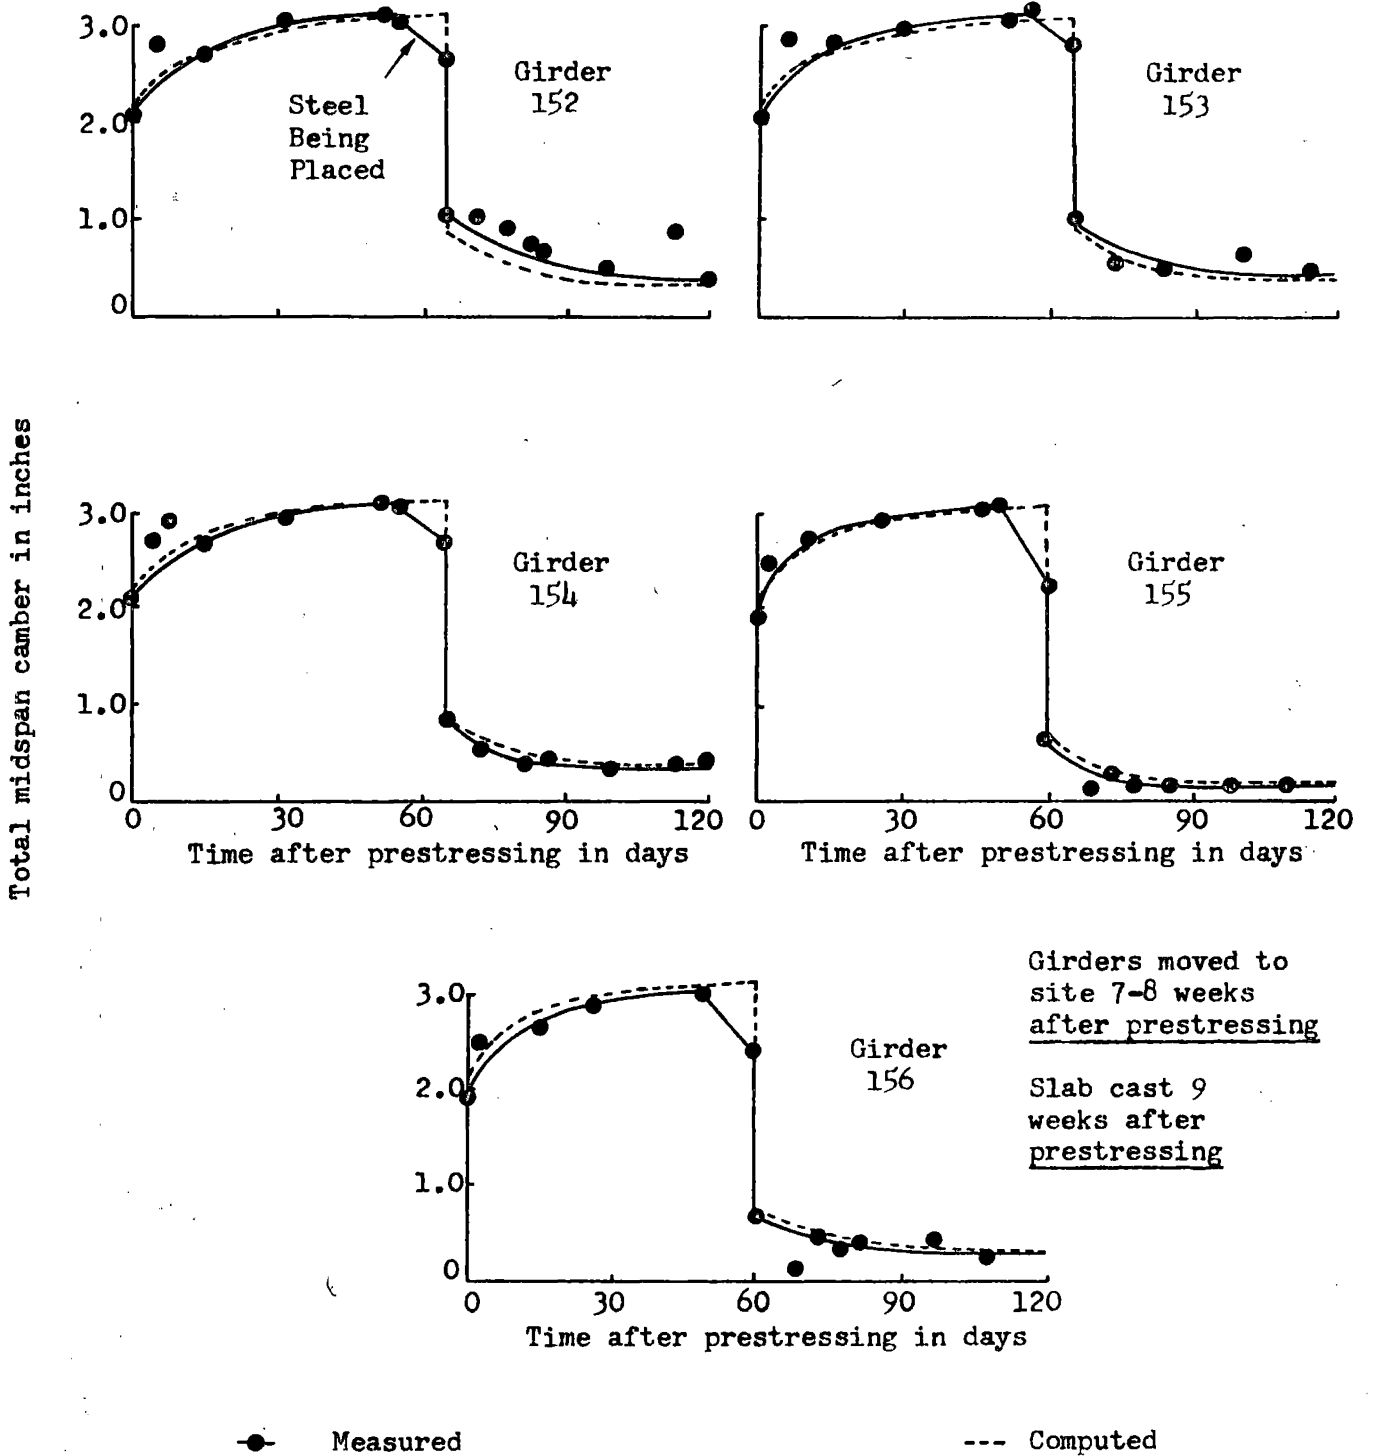 Total midspan camber in inches
3.0
2.0
1.0
0
Steel
Being
Placed
Girder
152
Girder
153
3.0
2.0
1.0
0
Girder
154
0 30 60 90 120
Time after prestressing in days
Girder
155
0 30 60 90 120
Time after prestressing in days
3.0
2.0
1.0
0
Girder
156
0 30 60 90 120
Time after prestressing in days
Girders moved to
site 7-8 weeks
after prestressing
Slab cast 9
weeks after
prestressing
Measured
Computed